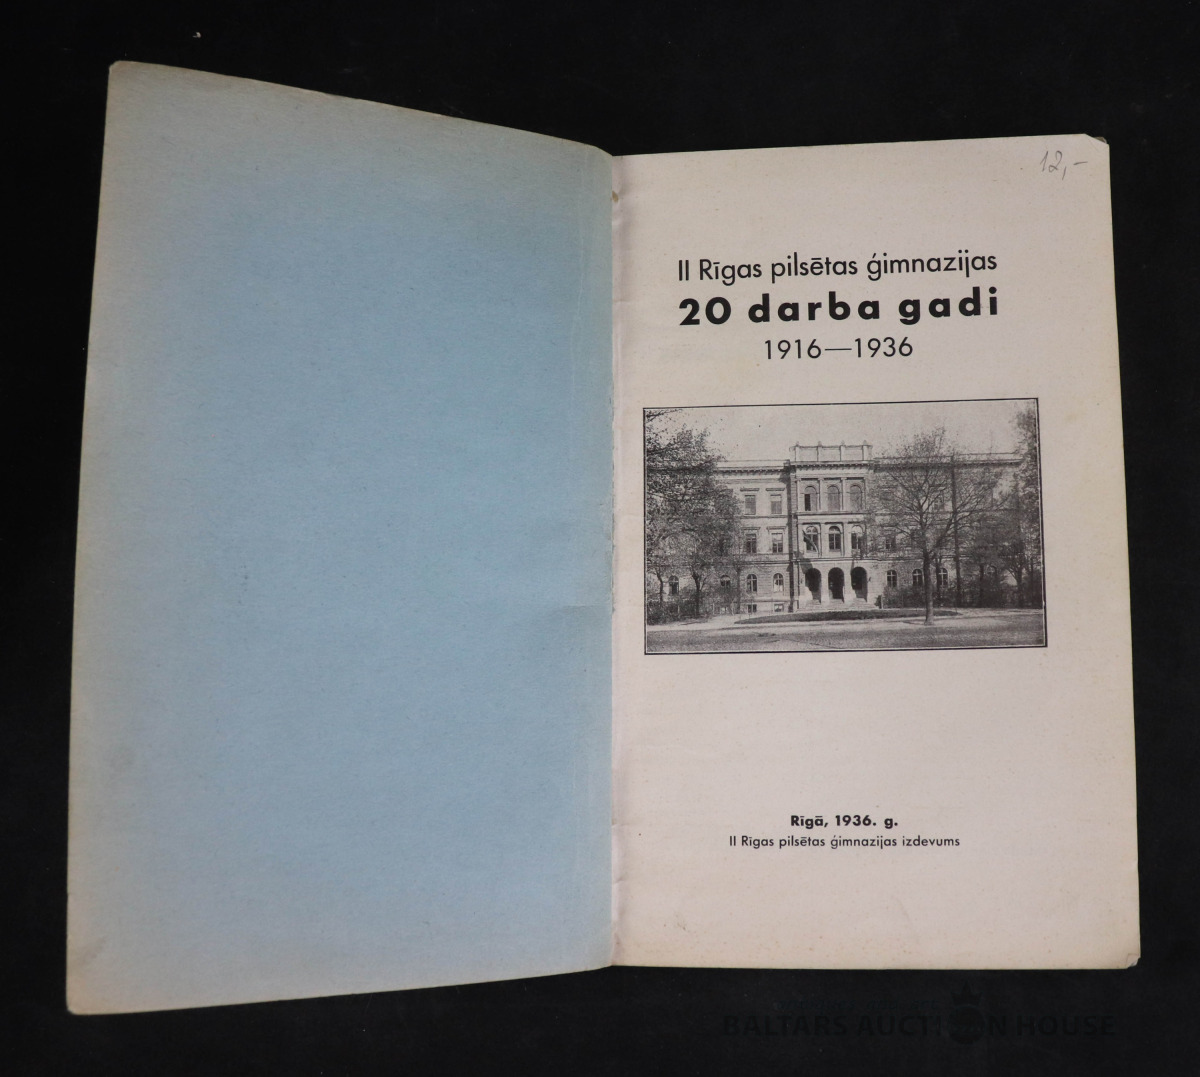 12,-
II Rīgas pilsētas ģimnazijas
20 darba gadi
1916—1936
Rīgā, 1936. g.
II Rīgas pilsētas ģimnazijas izdevums
BALTARS AUCTION HOUSE